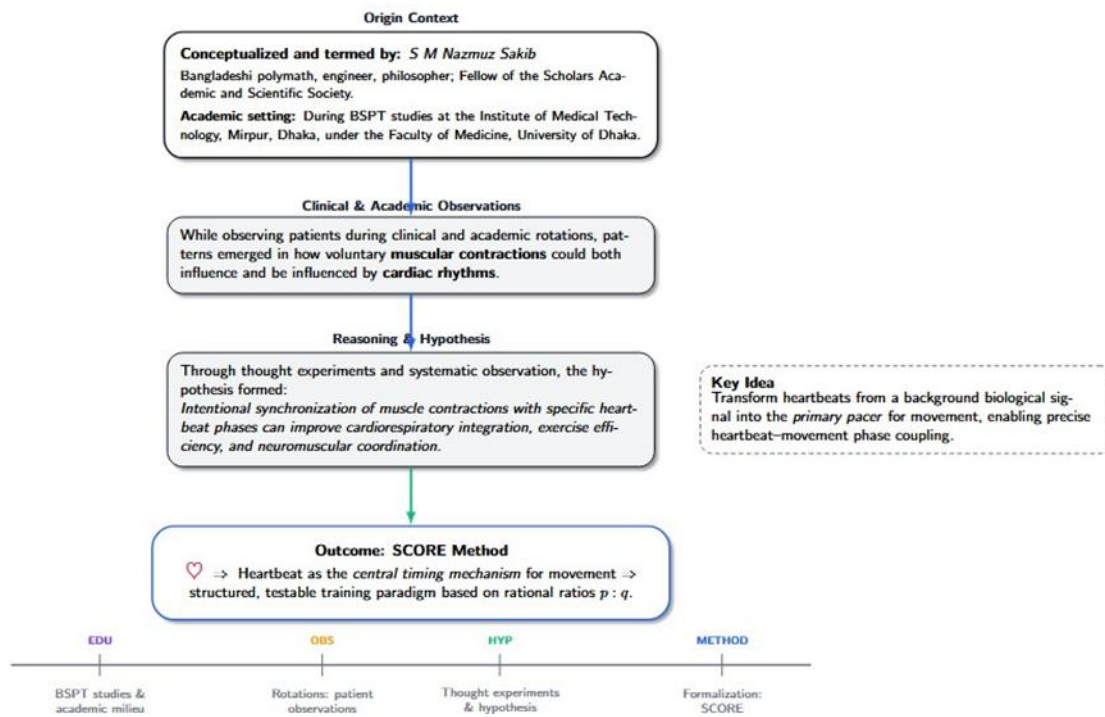 Origin Context
Conceptualized and termed by: S M Nazmuz Sakib
Bangladeshi polymath, engineer, philosopher; Fellow of the Scholars Aca-
demic and Scientific Society.
Academic setting: During BSPT studies at the Institute of Medical Tech-
nology, Mirpur, Dhaka, under the Faculty of Medicine, University of Dhaka.
Clinical & Academic Observations
While observing patients during clinical and academic rotations, pat-
terns emerged in how voluntary muscular contractions could both
influence and be influenced by cardiac rhythms.
Reasoning & Hypothesis
Through thought experiments and systematic observation, the hy-
pothesis formed:
Intentional synchronization of muscle contractions with specific heart-
beat phases can improve cardiorespiratory integration, exercise effi-
ciency, and neuromuscular coordination.
Key Idea
Transform heartbeats from a background biological sig-
nal into the primary pacer for movement, enabling precise
heartbeat–movement phase coupling.
Outcome: SCORE Method
♡ ⇒ Heartbeat as the central timing mechanism for movement ⇒
structured, testable training paradigm based on rational ratios p : q.
EDU
OBS
HYP
METHOD
BSPT studies &
academic milieu
Rotations: patient
observations
Thought experiments
& hypothesis
Formalization:
SCORE